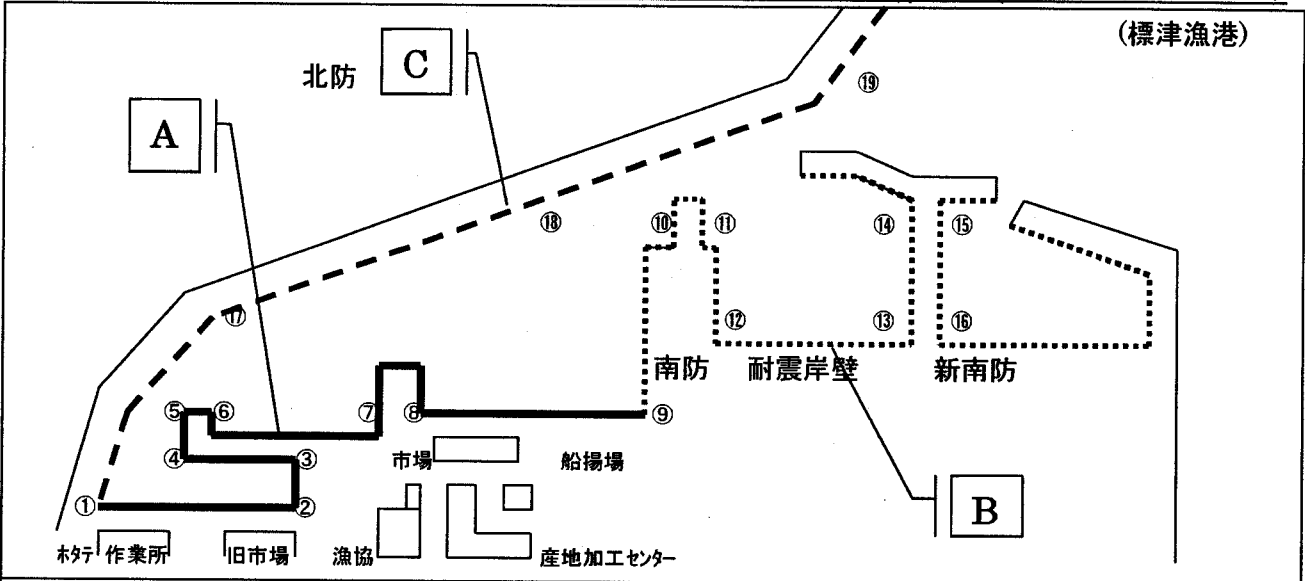 (標津漁港)
北防
C
A
⑲
⑱
⑩
⑪
⑭
⑮
⑰
⑫
⑬
⑯
南防
耐震岸壁
新南防
⑤
⑥
⑦
⑧
⑨
④
③
市場
船揚場
①
②
B
ホタテ 作業所
旧市場
漁協
産地加工センター